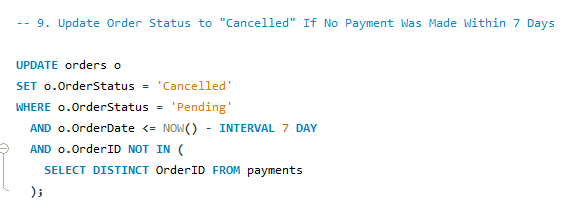 -- 9. Update Order Status to "Cancelled" If No Payment Was Made Within 7 Days
UPDATE orders o
SET o.OrderStatus = 'Cancelled'
WHERE o.OrderStatus = 'Pending'
AND o.OrderDate <= NOW() - INTERVAL 7 DAY
AND o.OrderID NOT IN (
SELECT DISTINCT OrderID FROM payments
);